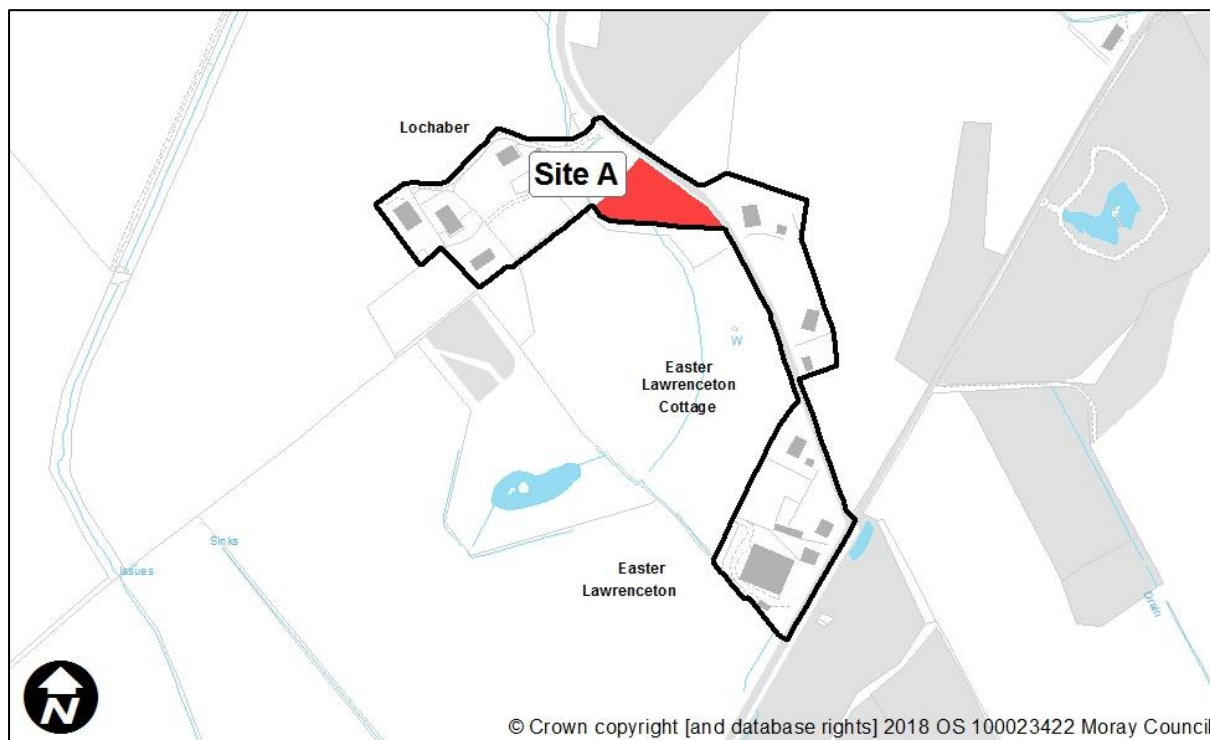 Lochaber
Site A
W
Easter
Lawrenceton
Cottage
Sinks
Issues
Easter
Lawrenceton
Drain
N
© Crown copyright [and database rights] 2018 OS 100023422 Moray Council